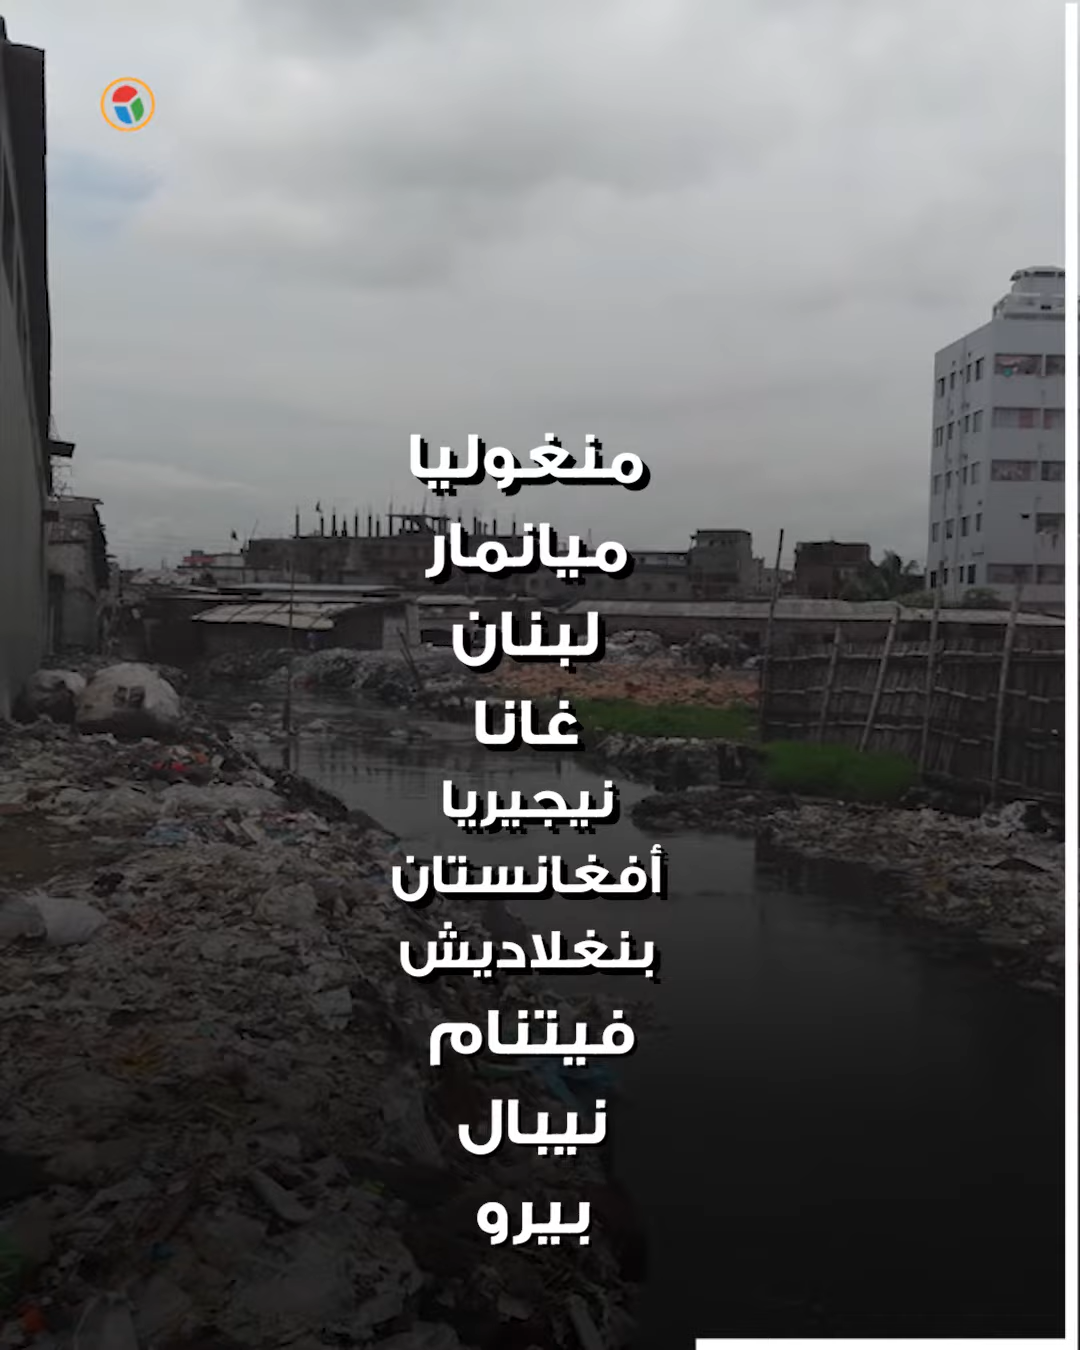 منغوليا
ميانمار
لبنان
غانا
نيجيريا
أفغانستان
بنغلاديش
فيتنام
نيبال
بيرو